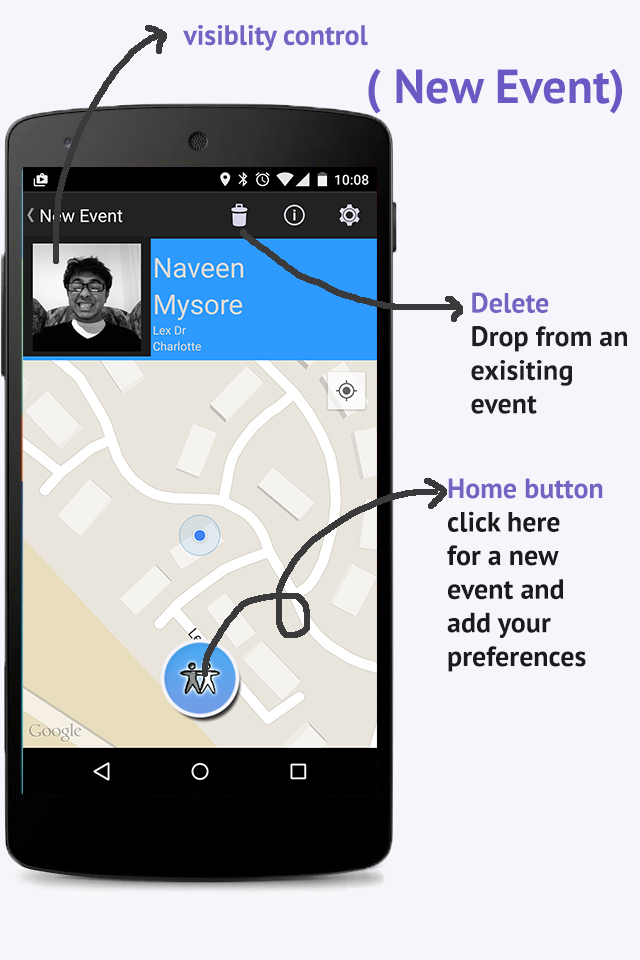 visiblity control
( New Event)
10:08
New Event
Naveen
Mysore
Lex Dr
Charlotte
Delete
Drop from an
exisiting
event
Home button
click here
for a new
event and
add your
preferences
Le
Google